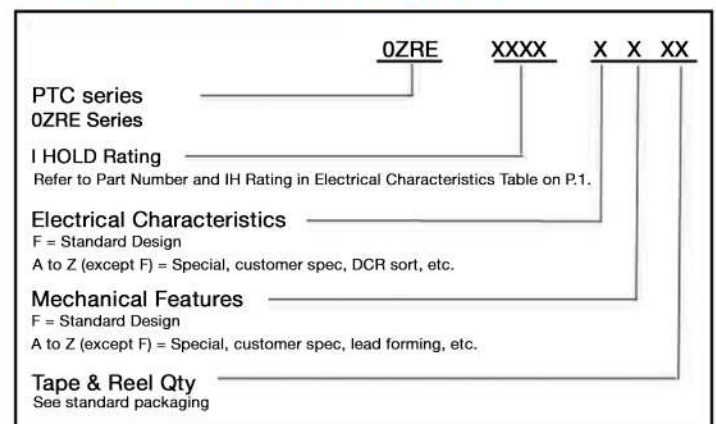 0ZRE XXXX X X XX
PTC series
0ZRE Series
I HOLD Rating
Refer to Part Number and IH Rating in Electrical Characteristics Table on P.1.
Electrical Characteristics
F = Standard Design
A to Z (except F) = Special, customer spec, DCR sort, etc.
Mechanical Features
F = Standard Design
A to Z (except F) = Special, customer spec, lead forming, etc.
Tape & Reel Qty
See standard packaging